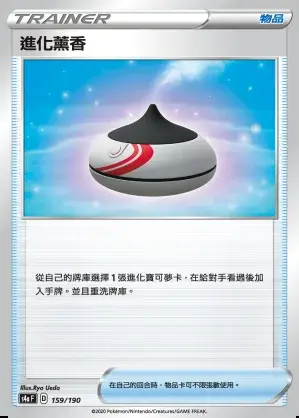 TRAINER 物品
進化薰香
從自己的牌庫選擇1張進化寶可夢卡,在給對手看過後加
入手牌。並且重洗牌庫。
Illus.Ryo Ueda
s4a F D 159/190
在自己的回合時,物品卡可不限張數使用。
©2020 Pokémon/Nintendo/Creatures/GAME FREAK.